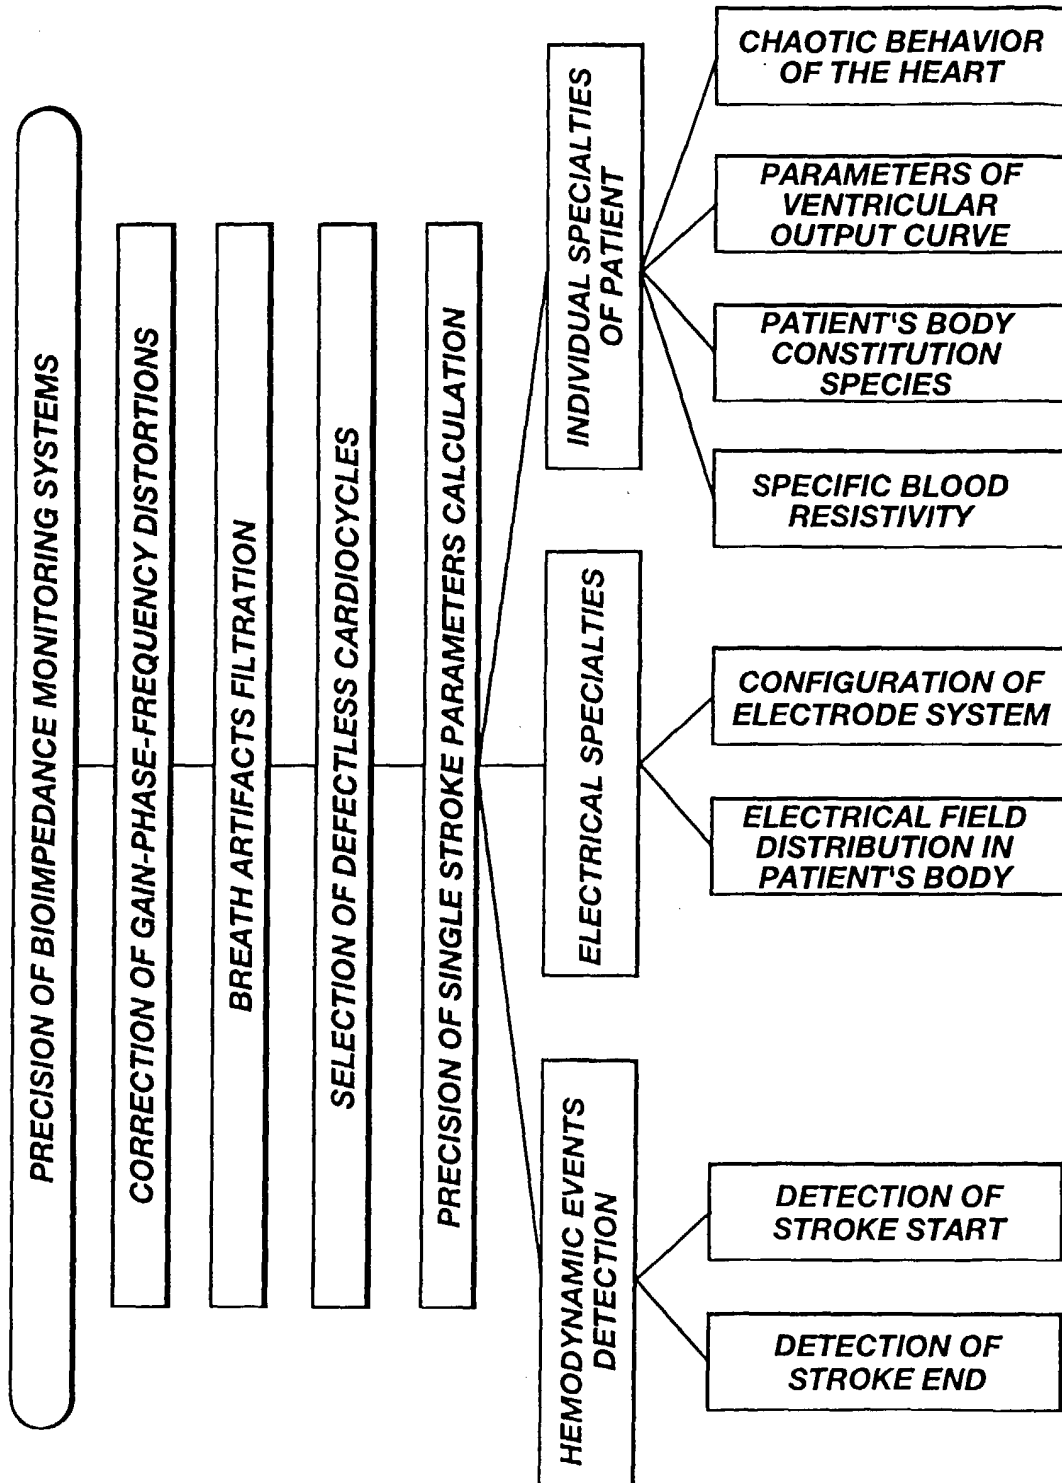 PRECISION OF BIOIMPEDANCE MONITORING SYSTEMS
CORRECTION OF GAIN-PHASE-FREQUENCY DISTORTIONS
BREATH ARTIFACTS FILTRATION
SELECTION OF DEFECTLESS CARDIOCYCLES
PRECISION OF SINGLE STROKE PARAMETERS CALCULATION
INDIVIDUAL SPECIALTIES
OF PATIENT
CHAOTIC BEHAVIOR
OF THE HEART
PARAMETERS OF
VENTRICULAR
OUTPUT CURVE
PATIENT'S BODY
CONSTITUTION
SPECIES
SPECIFIC BLOOD
RESISTIVITY
ELECTRICAL SPECIALTIES
CONFIGURATION OF
ELECTRODE SYSTEM
ELECTRICAL FIELD
DISTRIBUTION IN
PATIENT'S BODY
HEMODYNAMIC EVENTS
DETECTION
DETECTION OF
STROKE START
DETECTION OF
STROKE END